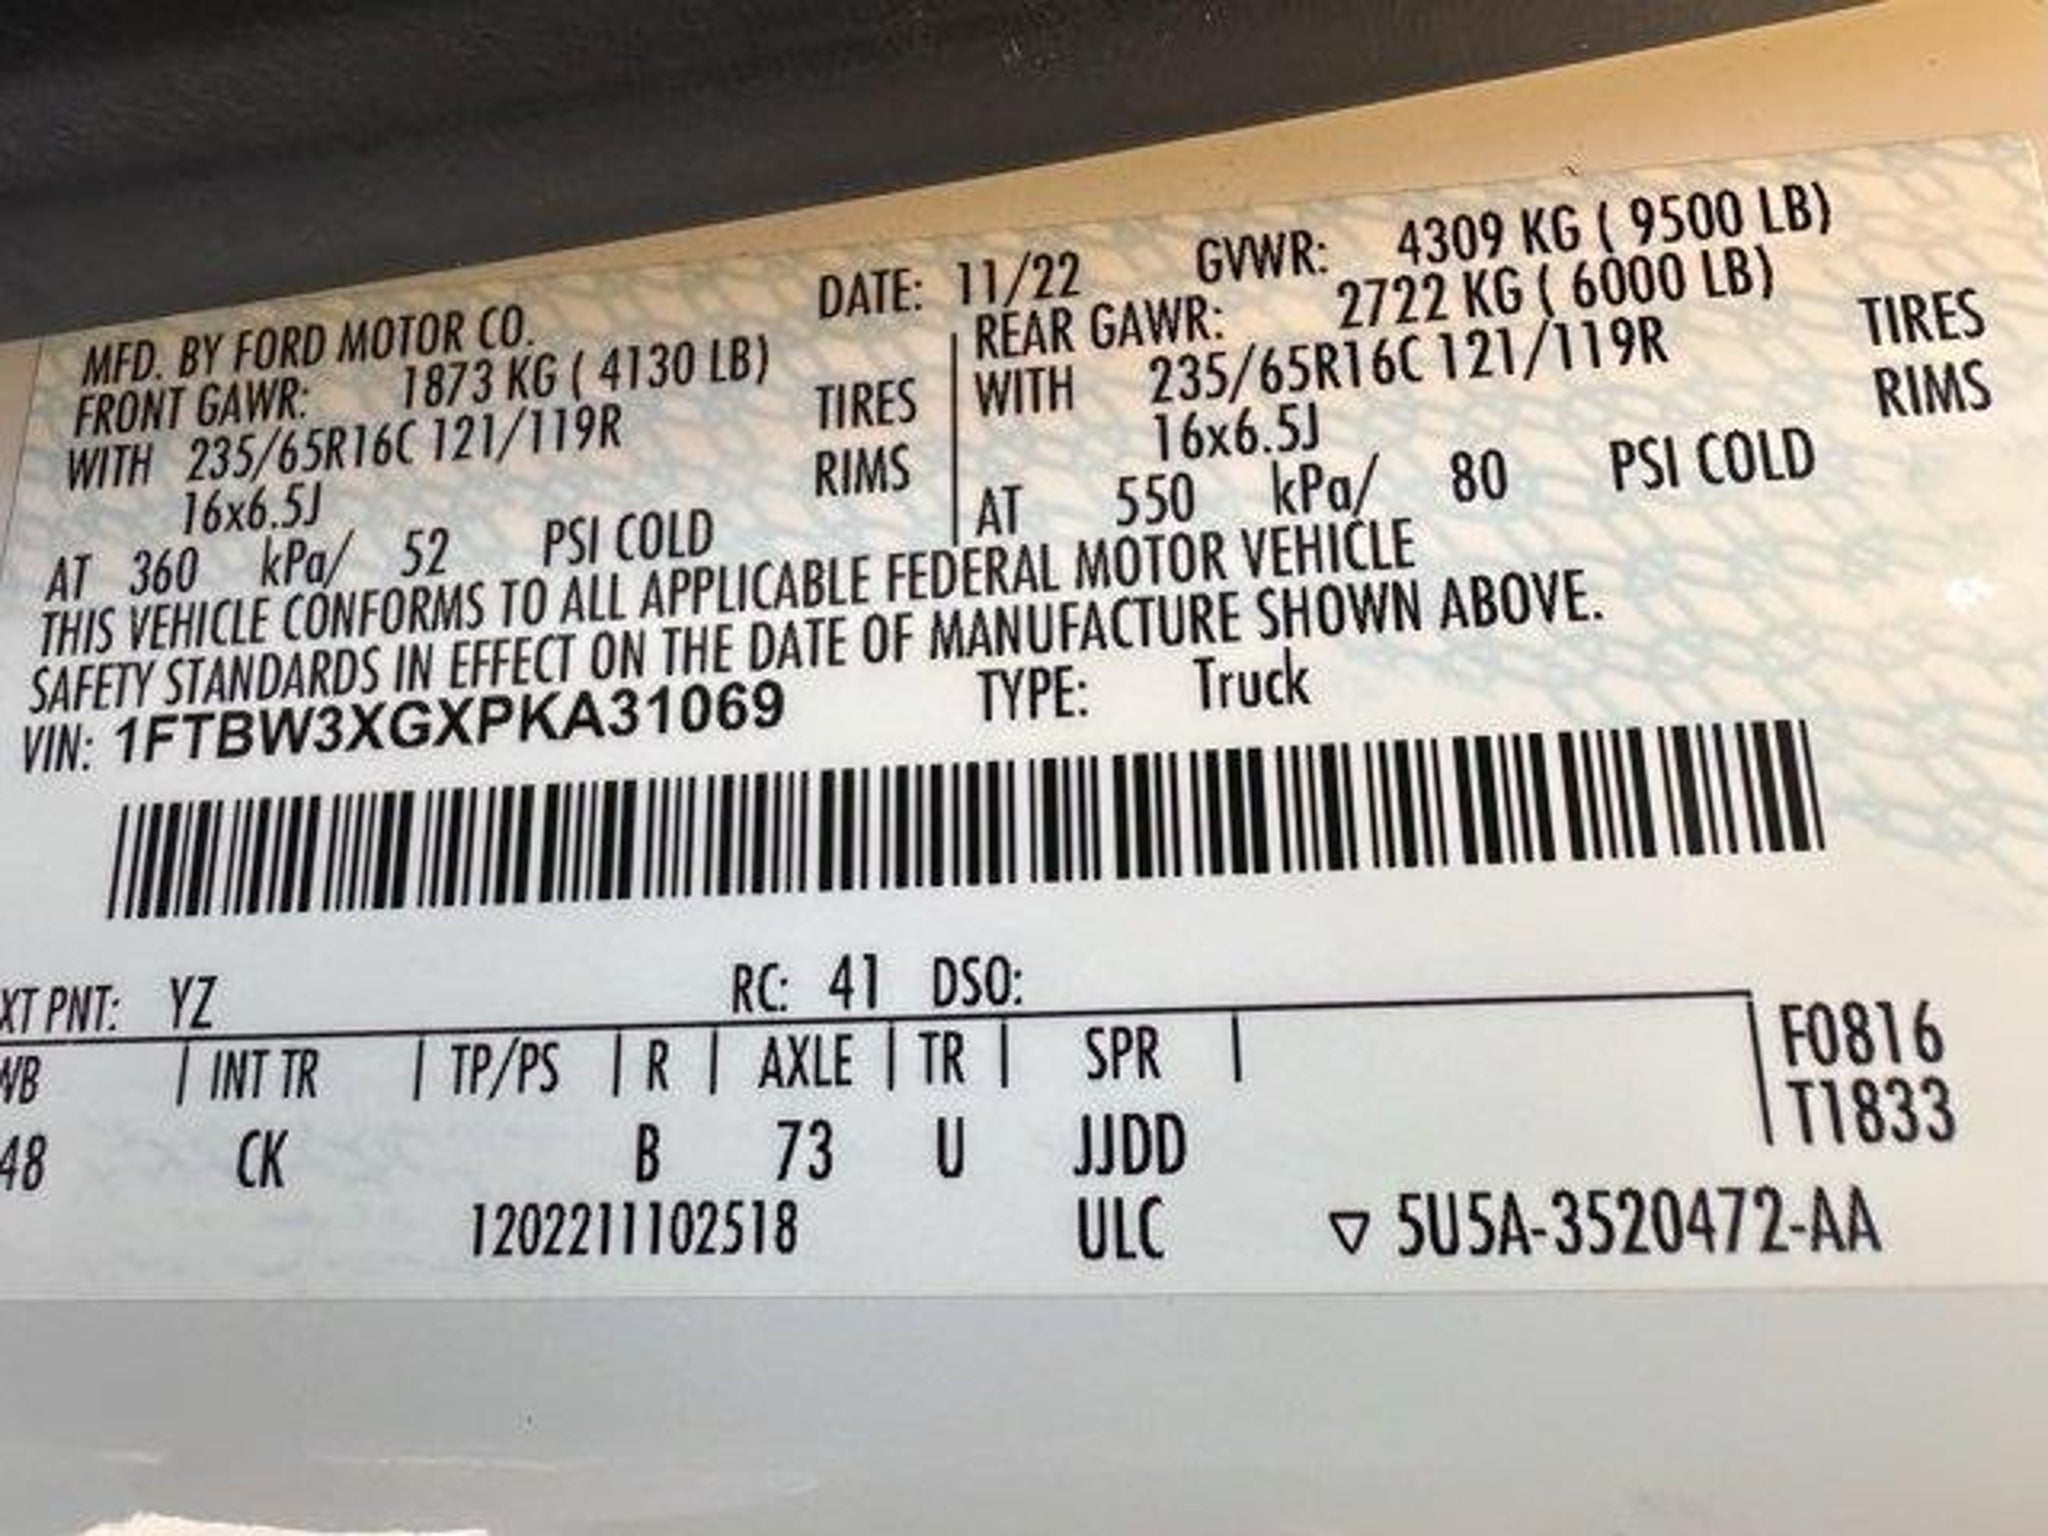 MFD. BY FORD MOTOR CO. DATE: 11/22 GVWR: 4309 KG ( 9500 LB)
FRONT GAWR: 1873 KG ( 4130 LB) REAR GAWR: 2722 KG ( 6000 LB)
WITH 235/65R16C 121/119R TIRES WITH 235/65R16C 121/119R TIRES
16x6.5J RIMS 16x6.5J RIMS
AT 360 kPa/ 52 PSI COLD AT 550 kPa/ 80 PSI COLD
THIS VEHICLE CONFORMS TO ALL APPLICABLE FEDERAL MOTOR VEHICLE
SAFETY STANDARDS IN EFFECT ON THE DATE OF MANUFACTURE SHOWN ABOVE.
VIN: 1FTBW3XGXPKA31069 TYPE: Truck
XT PNT: YZ RC: 41 DSO:
WB | INT TR | TP/PS | R | AXLE | TR | SPR | F0816
T1833
48 CK B 73 U JJDD
1202211102518 ULC ▽ 5U5A-3520472-AA